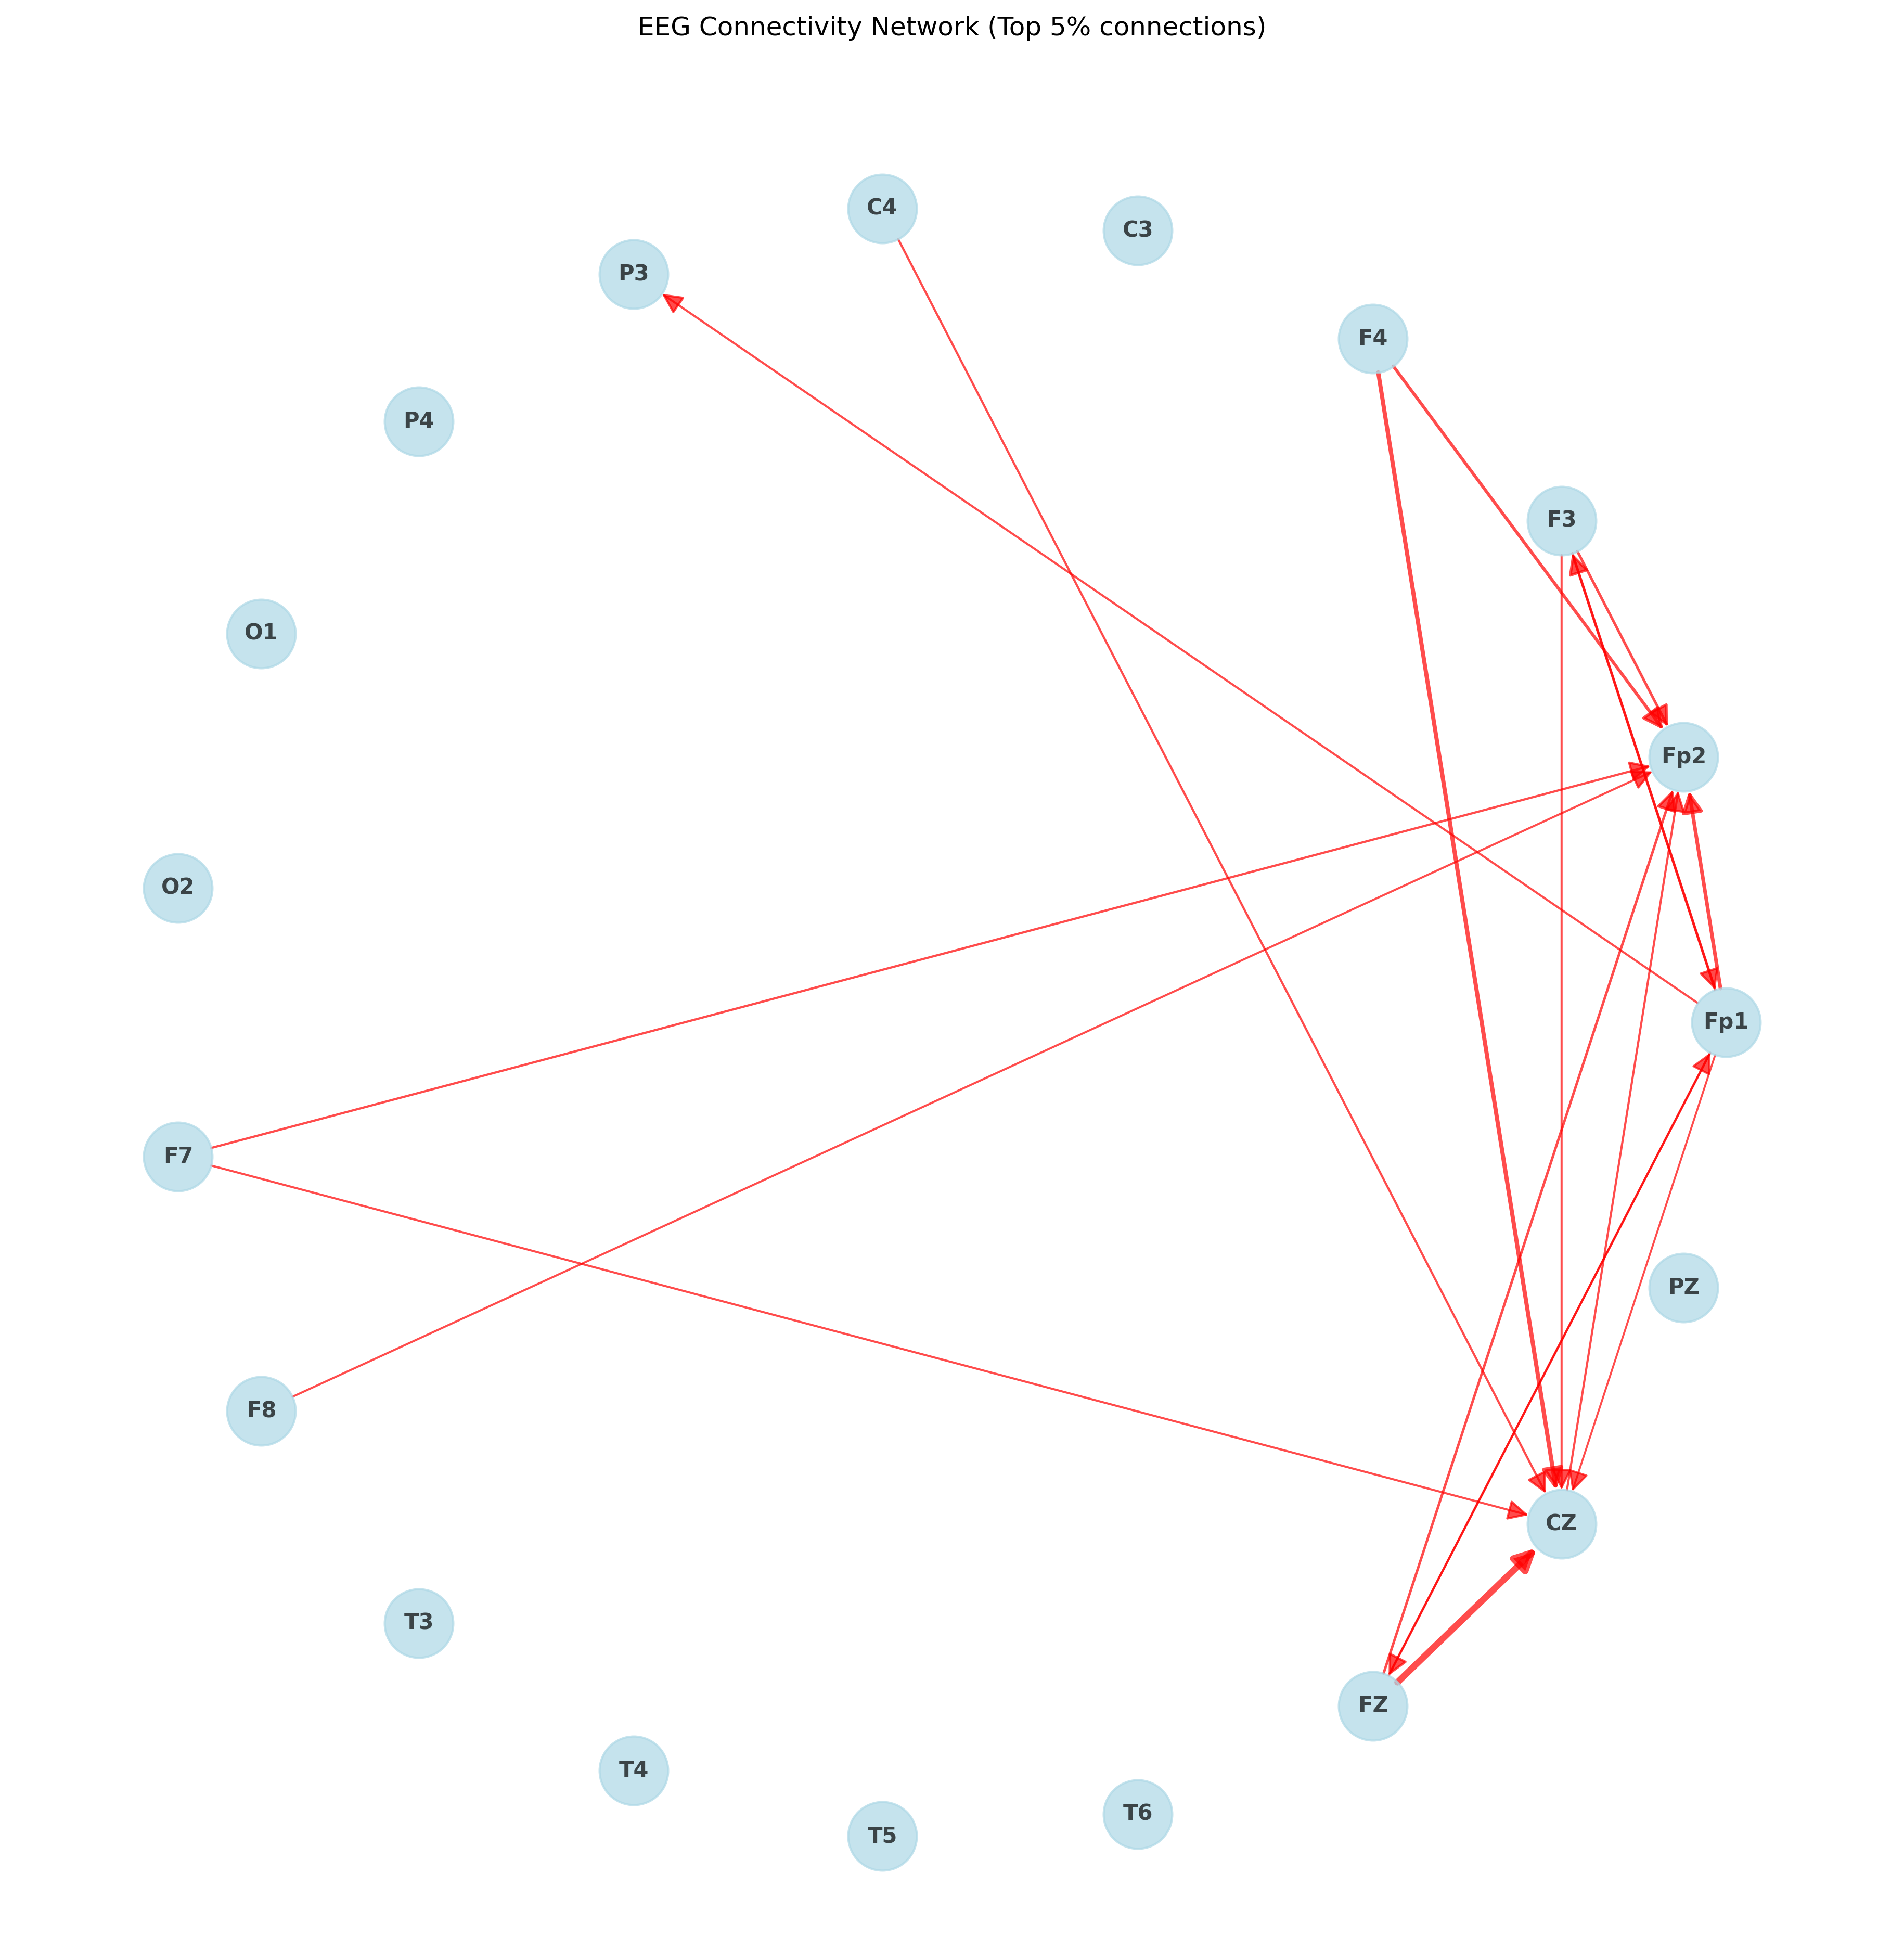 EEG Connectivity Network (Top 5% connections)
C4
C3
P3
F4
P4
F3
O1
Fp2
O2
Fp1
F7
PZ
F8
CZ
T3
FZ
T4
T6
T5